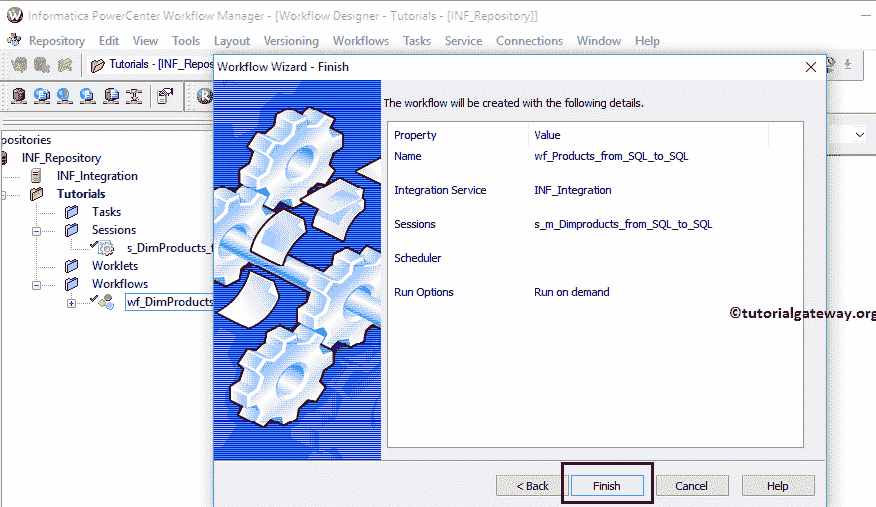 Informatica PowerCenter Workflow Manager - [Workflow Designer - Tutorials - [INF_Repository]]
Repository Edit View Tools Layout Versioning Workflows Tasks Service Connections Window Help
Tutorials - [INF_Repos
Workflow Wizard - Finish
The workflow will be created with the following details.
Property Value
Name wf_Products_from_SQL_to_SQL
Integration Service INF_Integration
Sessions s_m_Dimproducts_from_SQL_to_SQL
Scheduler
Run Options Run on demand
< Back Finish Cancel Help
positories
INF_Repository
INF_Integration
Tutorials
Tasks
Sessions
s_DimProducts_f
Worklets
Workflows
wf_DimProducts
©tutorialgateway.org